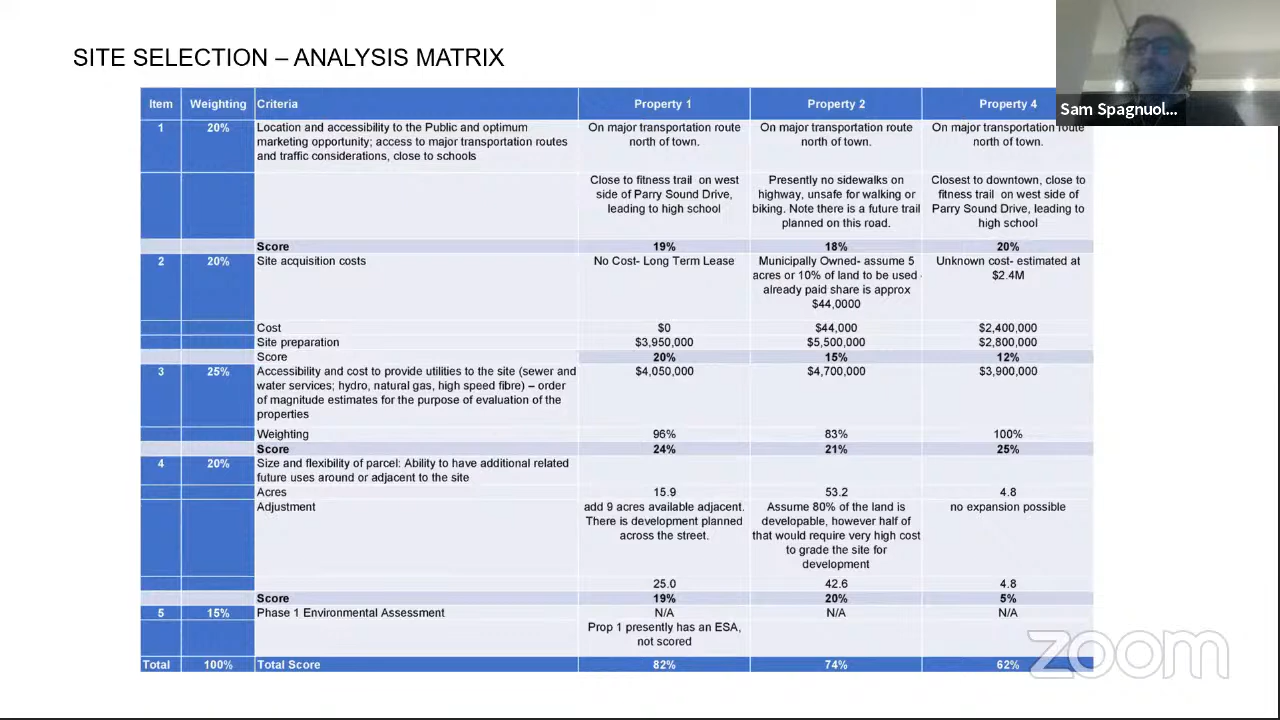 SITE SELECTION – ANALYSIS MATRIX
Sam Spagnuol...
Item Weighting Criteria Property 1 Property 2 Property 4
1 20% Location and accessibility to the Public and optimum
marketing opportunity; access to major transportation routes
and traffic considerations, close to schools
On major transportation route
north of town.
On major transportation route
north of town.
On major transportation route
north of town.
Close to fitness trail on west
side of Parry Sound Drive,
leading to high school
Presently no sidewalks on
highway, unsafe for walking or
biking. Note there is a future trail
planned on this road.
Closest to downtown, close to
fitness trail on west side of
Parry Sound Drive, leading to
high school
Score 19% 18% 20%
2 20% Site acquisition costs No Cost- Long Term Lease
Municipally Owned- assume 5
acres or 10% of land to be used
already paid share is approx
$44,0000
Unknown cost- estimated at
$2.4M
Cost $0 $44,000 $2,400,000
Site preparation $3,950,000 $5,500,000 $2,800,000
Score 20% 15% 12%
3 25% Accessibility and cost to provide utilities to the site (sewer and
water services; hydro, natural gas, high speed fibre) – order
of magnitude estimates for the purpose of evaluation of the
properties
$4,050,000 $4,700,000 $3,900,000
Weighting 96% 83% 100%
Score 24% 21% 25%
4 20% Size and flexibility of parcel: Ability to have additional related
future uses around or adjacent to the site
Acres 15.9 53.2 4.8
Adjustment
add 9 acres available adjacent.
There is development planned
across the street.
Assume 80% of the land is
developable, however half of
that would require very high cost
to grade the site for
development
no expansion possible
25.0 42.6 4.8
Score 19% 20% 5%
5 15% Phase 1 Environmental Assessment N/A N/A N/A
Prop 1 presently has an ESA,
not scored
Total 100% Total Score 82% 74% 62%
zoom